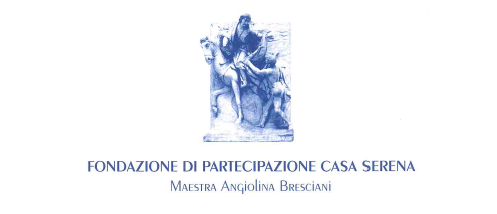 FONDAZIONE DI PARTECIPAZIONE CASA SERENA
MAESTRA ANGIOLINA BRESCIANI